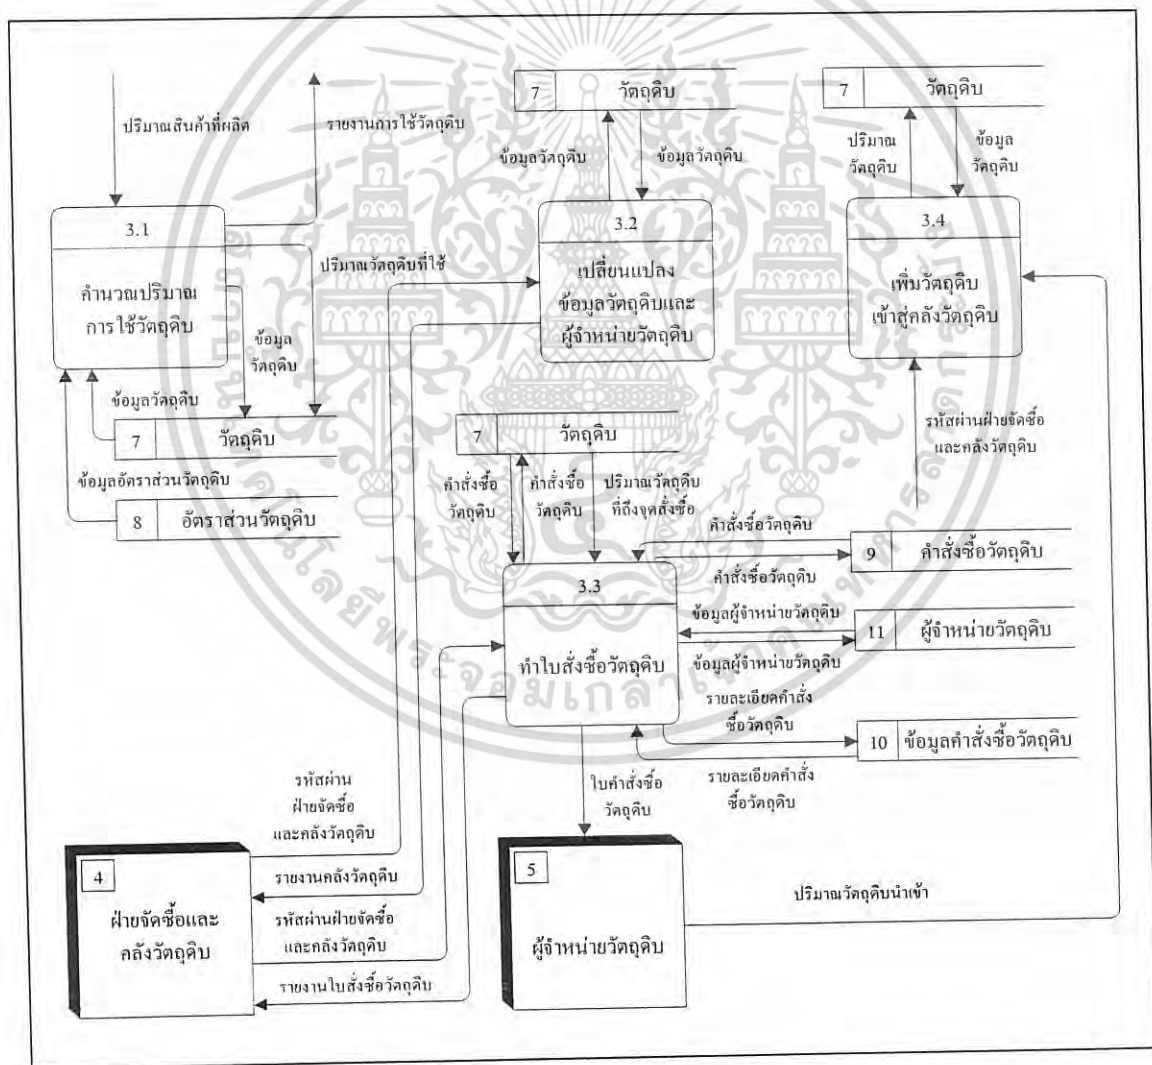 ปริมาณสินค้าที่ผลิต
รายงานการใช้วัตถุดิบ
7 วัตถุดิบ
ข้อมูลวัตถุดิบ
ข้อมูลวัตถุดิบ
7 วัตถุดิบ
ปริมาณ
วัตถุดิบ
ข้อมูล
วัตถุดิบ
3.1
คำนวณปริมาณ
การใช้วัตถุดิบ
ปริมาณวัตถุดิบที่ใช้
ข้อมูล
วัตถุดิบ
3.2
เปลี่ยนแปลง
ข้อมูลวัตถุดิบและ
ผู้จำหน่ายวัตถุดิบ
3.4
เพิ่มวัตถุดิบ
เข้าสู่คลังวัตถุดิบ
ข้อมูลวัตถุดิบ
7 วัตถุดิบ
ข้อมูลอัตราส่วนวัตถุดิบ
8 อัตราส่วนวัตถุดิบ
7 วัตถุดิบ
คำสั่งซื้อ
วัตถุดิบ
คำสั่งซื้อ
วัตถุดิบ
ปริมาณวัตถุดิบ
ที่ถึงจุดสั่งซื้อ
รหัสผ่านฝ่ายจัดซื้อ
และคลังวัตถุดิบ
คำสั่งซื้อวัตถุดิบ
คำสั่งซื้อวัตถุดิบ
9 คำสั่งซื้อวัตถุดิบ
3.3
ทำใบสั่งซื้อวัตถุดิบ
ข้อมูลผู้จำหน่ายวัตถุดิบ
ข้อมูลผู้จำหน่ายวัตถุดิบ
11 ผู้จำหน่ายวัตถุดิบ
รายละเอียดคำสั่ง
ซื้อวัตถุดิบ
10 ข้อมูลคำสั่งซื้อวัตถุดิบ
รายละเอียดคำสั่ง
ซื้อวัตถุดิบ
ใบคำสั่งซื้อ
วัตถุดิบ
รหัสผ่าน
ฝ่ายจัดซื้อ
และคลังวัตถุดิบ
รายงานคลังวัตถุดิบ
รหัสผ่านฝ่ายจัดซื้อ
และคลังวัตถุดิบ
รายงานใบสั่งซื้อวัตถุดิบ
4
ฝ่ายจัดซื้อและ
คลังวัตถุดิบ
5
ผู้จำหน่ายวัตถุดิบ
ปริมาณวัตถุดิบนำเข้า